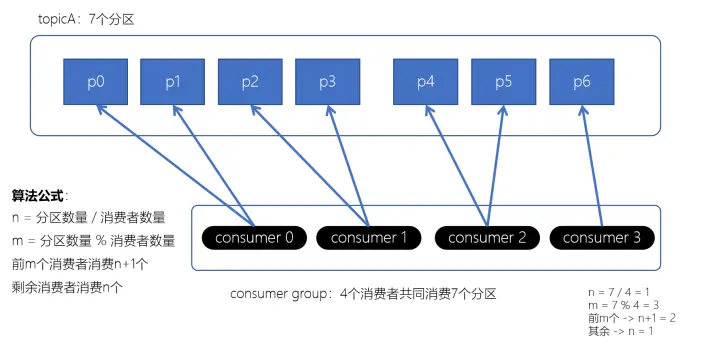 topicA：7个分区
p0
p1
p2
p3
p4
p5
p6
算法公式：
n = 分区数量 / 消费者数量
m = 分区数量 % 消费者数量
前m个消费者消费n+1个
剩余消费者消费n个
consumer 0
consumer 1
consumer 2
consumer 3
consumer group：4个消费者共同消费7个分区
n = 7 / 4 = 1
m = 7 % 4 = 3
前m个 -> n+1 = 2
其余 -> n = 1